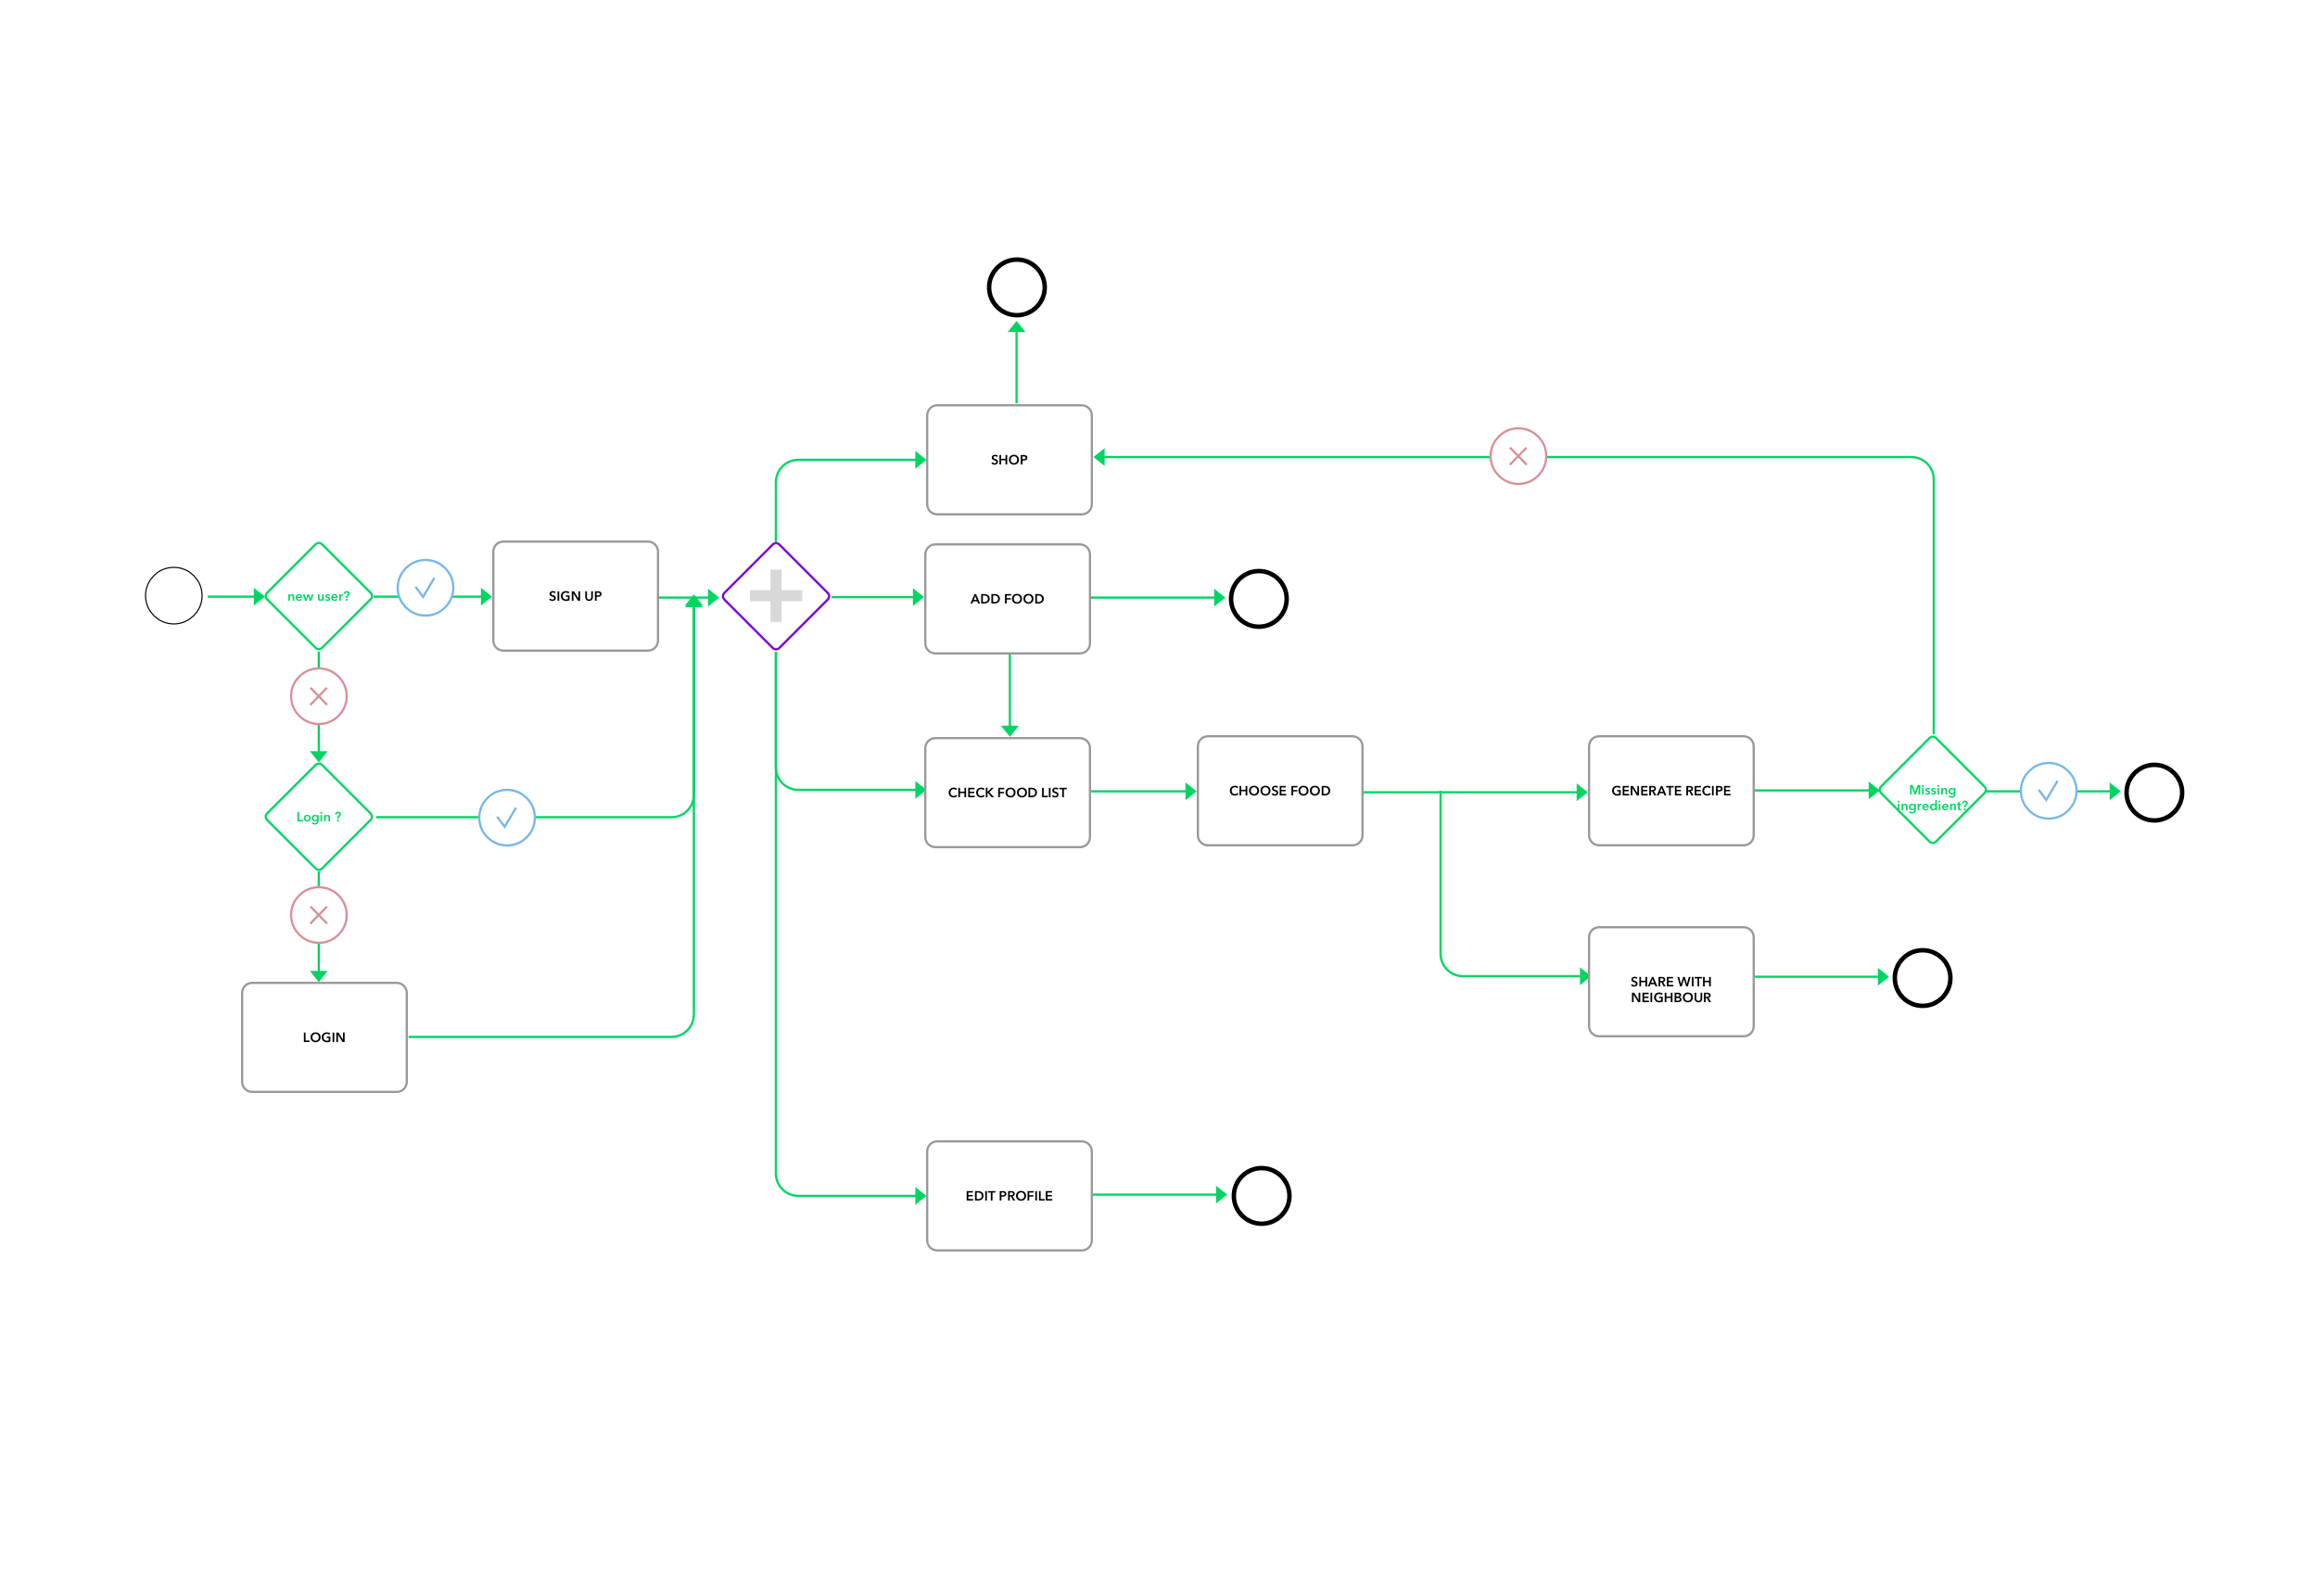 SHOP
new user?
SIGN UP
ADD FOOD
Login ?
CHECK FOOD LIST
CHOOSE FOOD
GENERATE RECIPE
Missing
ingredient?
SHARE WITH
NEIGHBOUR
LOGIN
EDIT PROFILE